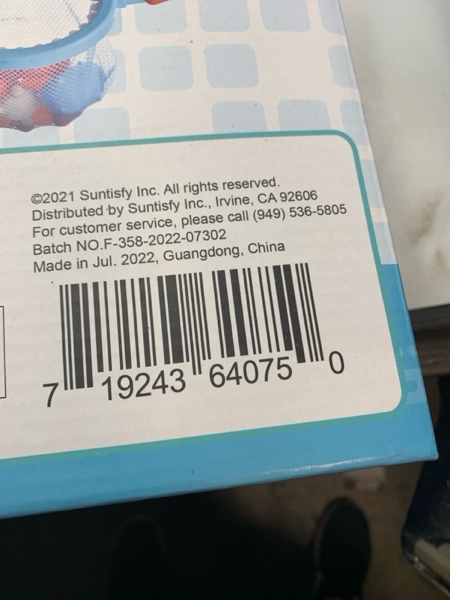 ©2021 Suntisfy Inc. All rights reserved.
Distributed by Suntisfy Inc., Irvine, CA 92606
For customer service, please call (949) 536-5805
Batch NO.F-358-2022-07302
Made in Jul. 2022, Guangdong, China
7 19243 64075 0